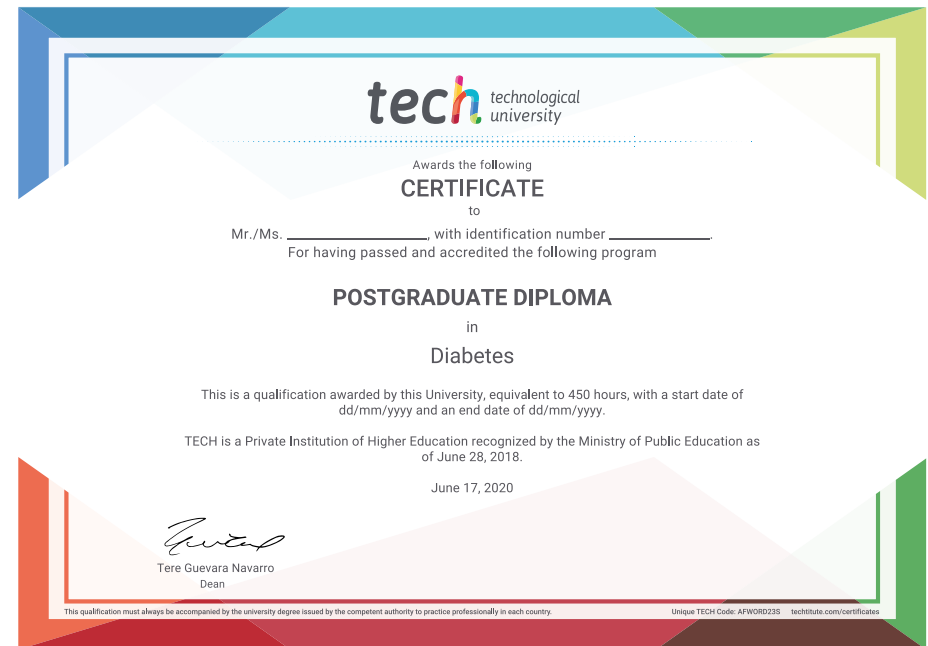 tech technological
university
Awards the following
CERTIFICATE
to
Mr./Ms. ____________________, with identification number ______________.
For having passed and accredited the following program
POSTGRADUATE DIPLOMA
in
Diabetes
This is a qualification awarded by this University, equivalent to 450 hours, with a start date of
dd/mm/yyyy and an end date of dd/mm/yyyy.
TECH is a Private Institution of Higher Education recognized by the Ministry of Public Education as
of June 28, 2018.
June 17, 2020
Tere Guevara Navarro
Dean
This qualification must always be accompanied by the university degree issued by the competent authority to practice professionally in each country.
Unique TECH Code: AFWORD23S techtitute.com/certificates